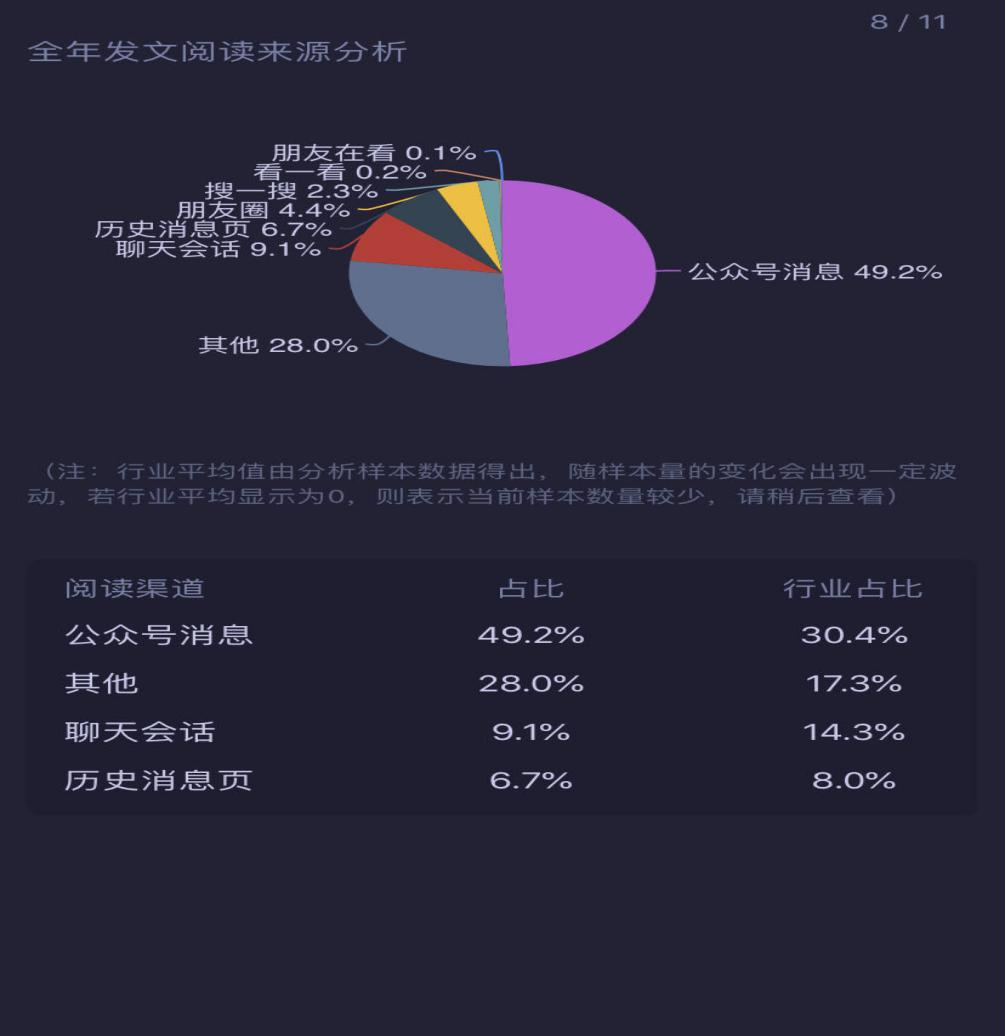 8 / 11
全年发文阅读来源分析
朋友在看 0.1%
看一看 0.2%
搜一搜 2.3%
朋友圈 4.4%
历史消息页 6.7%
聊天会话 9.1%
公众号消息 49.2%
其他 28.0%
（注：行业平均值由分析样本数据得出，随样本量的变化会出现一定波
动，若行业平均显示为0，则表示当前样本数量较少，请稍后查看）
阅读渠道 占比 行业占比
公众号消息 49.2% 30.4%
其他 28.0% 17.3%
聊天会话 9.1% 14.3%
历史消息页 6.7% 8.0%